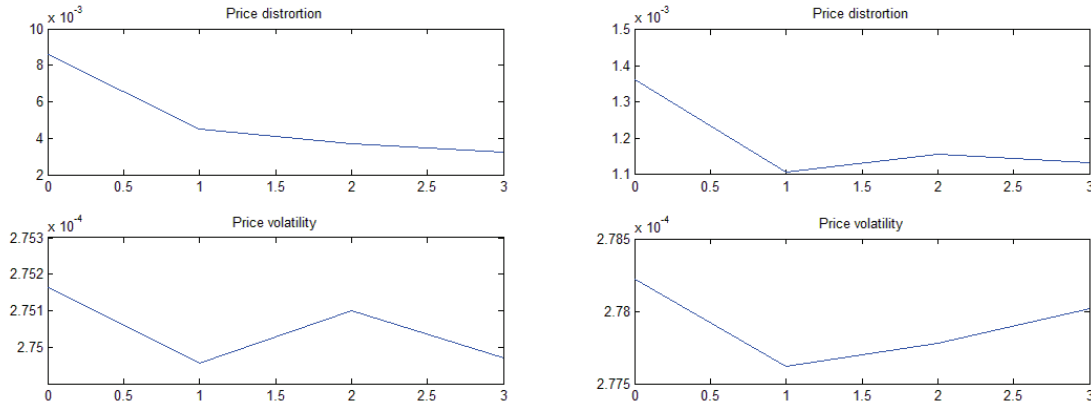 x 10^-3
Price distrortion
10
8
6
4
2
0 0.5 1 1.5 2 2.5 3
x 10^-3
Price distrortion
1.5
1.4
1.3
1.2
1.1
0 0.5 1 1.5 2 2.5 3
x 10^-4
Price volatility
2.753
2.752
2.751
2.75
0 0.5 1 1.5 2 2.5 3
x 10^-4
Price volatility
2.785
2.78
2.775
0 0.5 1 1.5 2 2.5 3